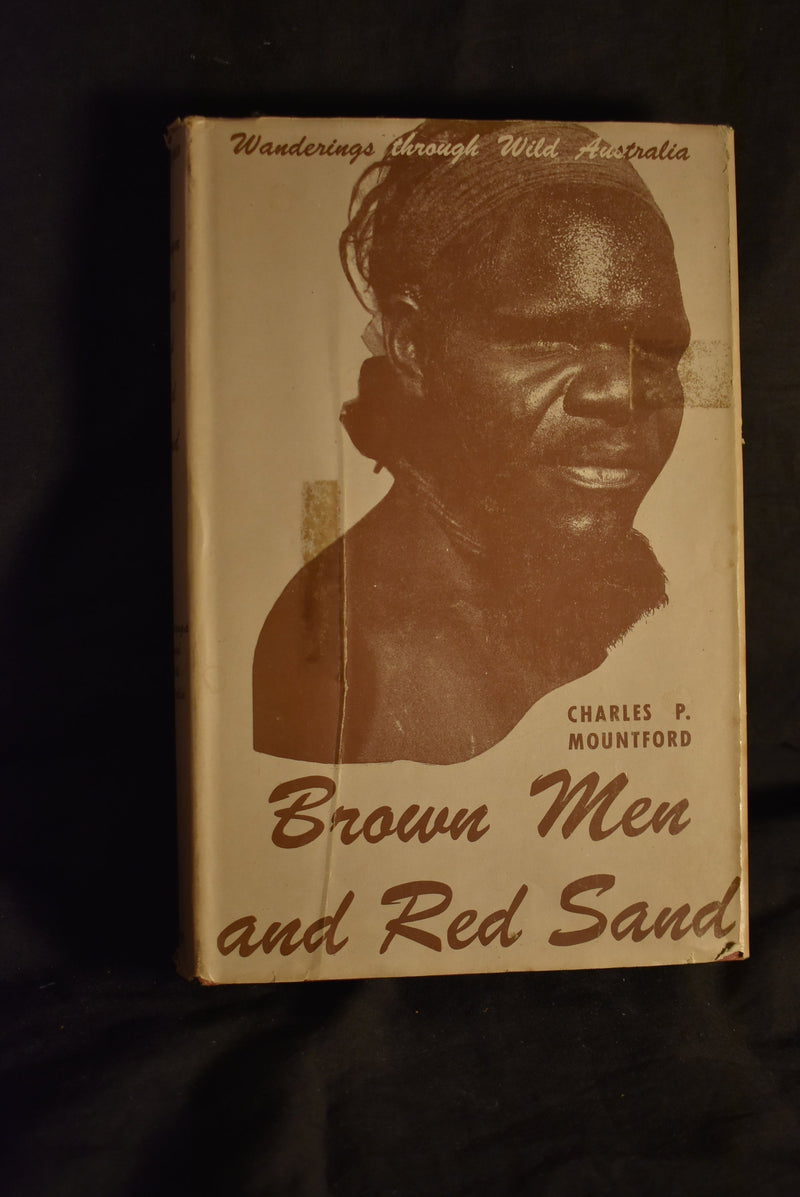 Wanderings through Wild Australia
CHARLES P.
MOUNTFORD
Brown Men
and Red Sand